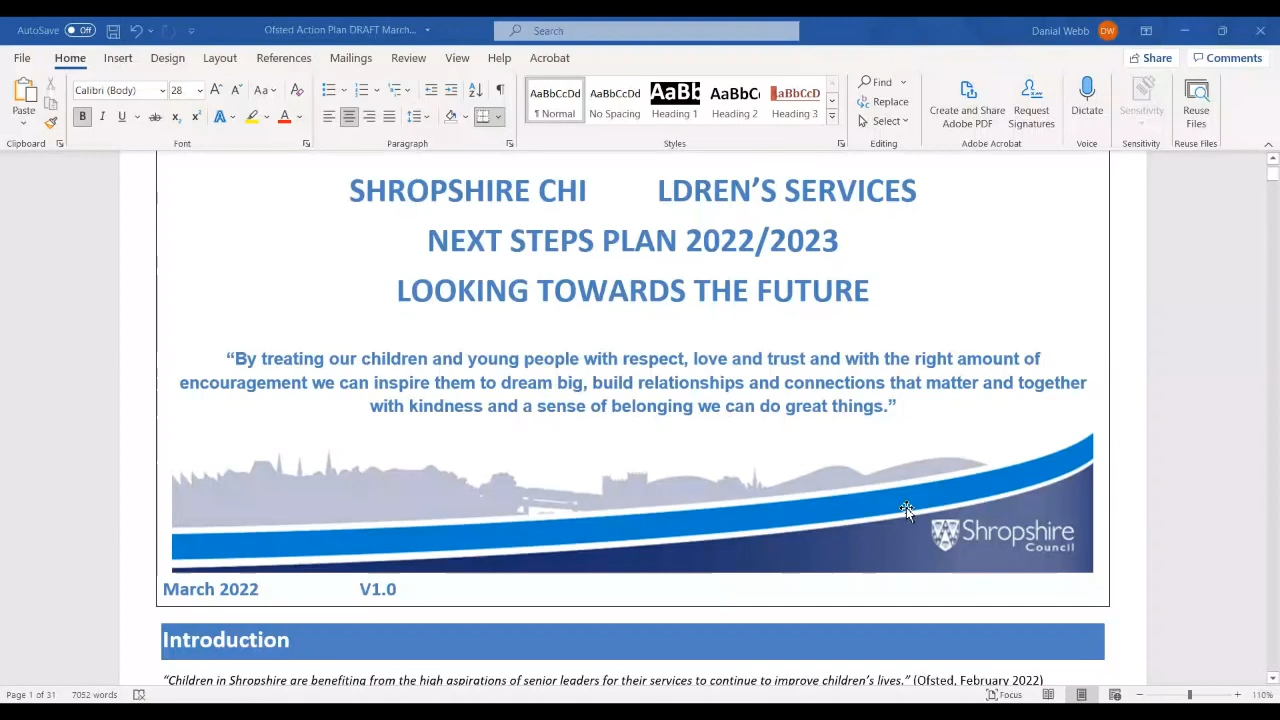 AutoSave Off Ofsted Action Plan DRAFT March... Search Danial Webb DW
File Home Insert Design Layout References Mailings Review View Help Acrobat Share Comments
Paste Calibri (Body) 28 Find Create and Share Adobe PDF Request Signatures Dictate Sensitivity Reuse Files
AaBbCcDd AaBbCcDd AaBb AaBbCc AaBbCcD
Replace
¶ Normal No Spacing Heading 1 Heading 2 Heading 3
Select
Clipboard Font Paragraph Styles Editing Adobe Acrobat Voice Sensitivity Reuse Files
SHROPSHIRE CHI LDREN’S SERVICES
NEXT STEPS PLAN 2022/2023
LOOKING TOWARDS THE FUTURE
“By treating our children and young people with respect, love and trust and with the right amount of
encouragement we can inspire them to dream big, build relationships and connections that matter and together
with kindness and a sense of belonging we can do great things.”
Shropshire
Council
March 2022 V1.0
Introduction
“Children in Shropshire are benefiting from the high aspirations of senior leaders for their services to continue to improve children’s lives.” (Ofsted, February 2022)
Page 1 of 31 7052 words Focus 110%